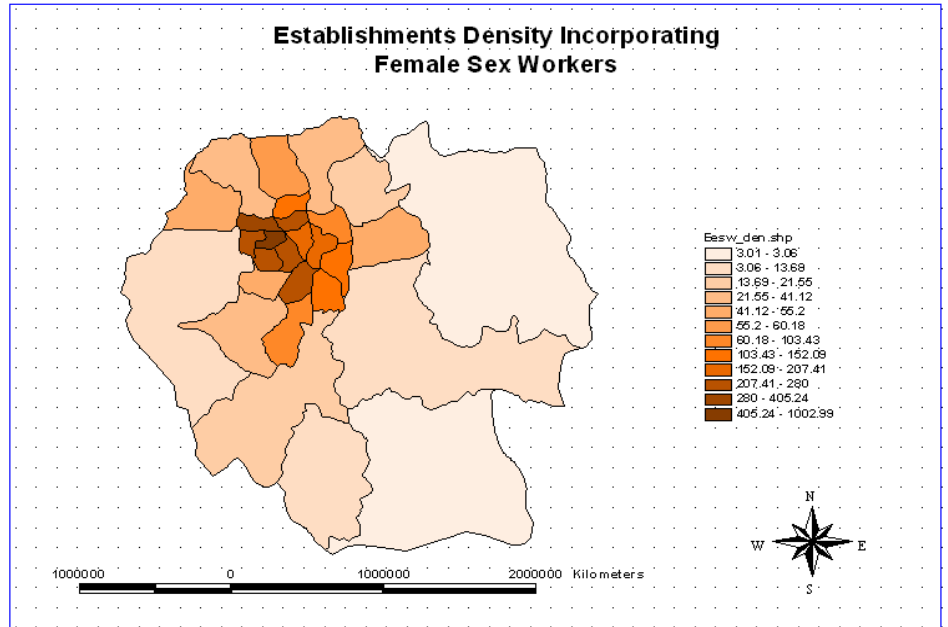 Establishments Density Incorporating
Female Sex Workers
Eesw_den.shp
3.01 - 3.06
3.06 - 13.69
13.69 - 21.55
21.55 - 41.12
41.12 - 55.2
55.2 - 60.18
60.18 - 103.43
103.43 - 152.09
152.09 - 207.41
207.41 - 280
280 - 405.24
405.24 - 1002.99
N
W E
S
1000000 0 1000000 2000000 Kilometers